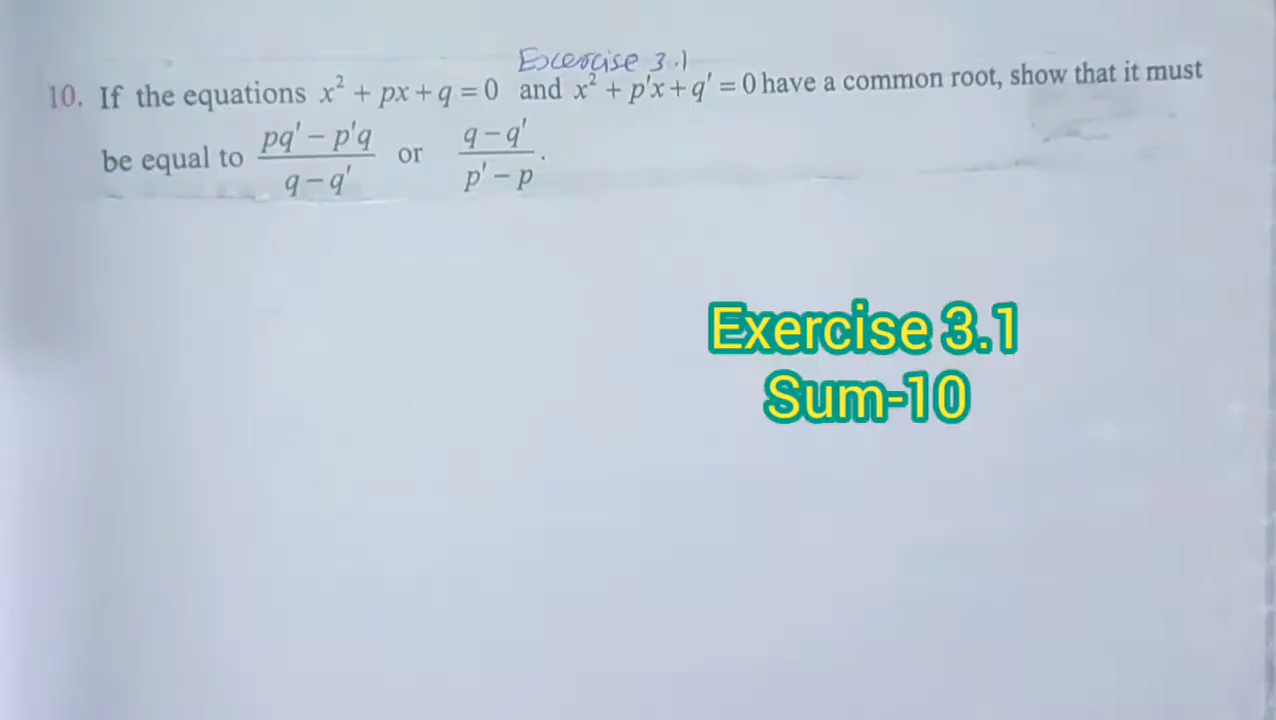 Excercise 3.1
10. If the equations x² + px + q = 0 and x² + p'x + q' = 0 have a common root, show that it must
be equal to (pq' − p'q)/(q − q') or (q − q')/(p' − p).
Exercise 3.1
Sum-10